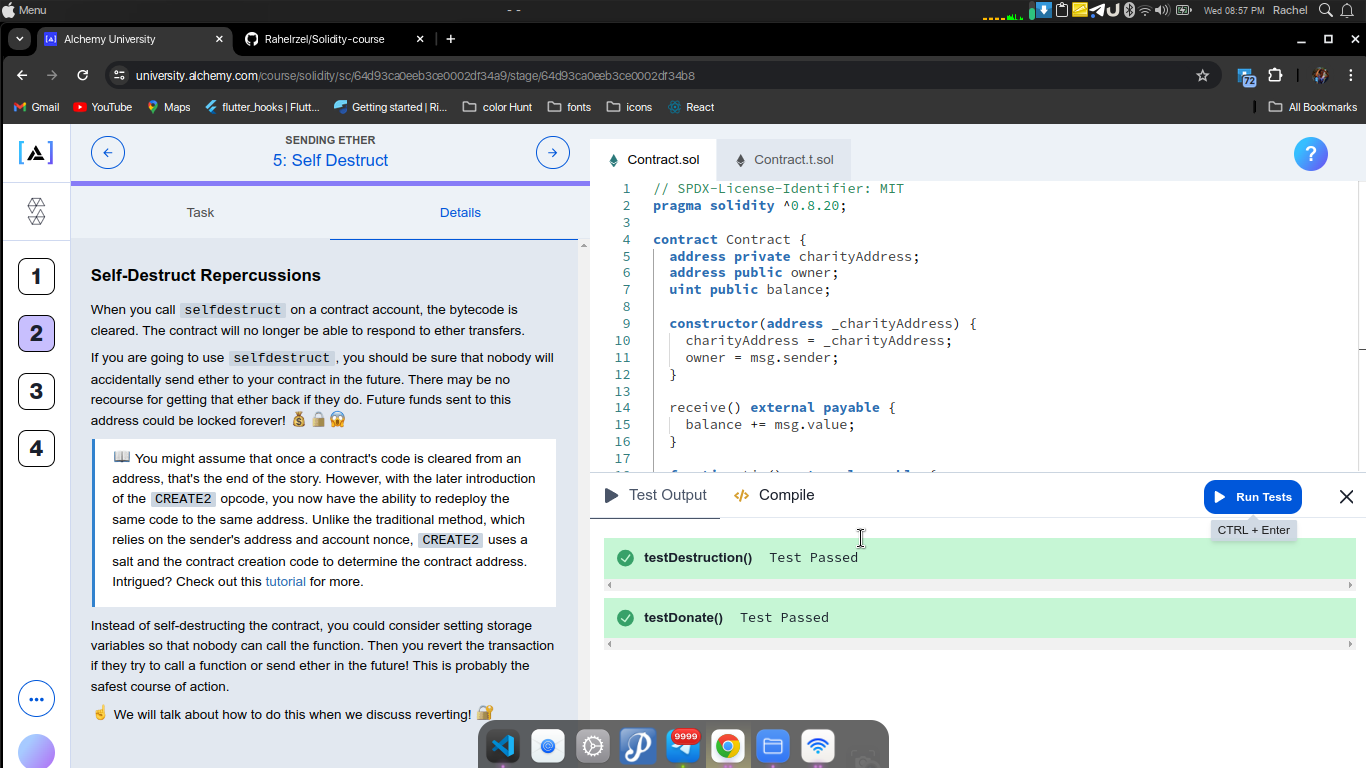 Menu
- -
Wed 08:57 PM
Rachel
Alchemy University
Rahelrzel/Solidity-course
university.alchemy.com/course/solidity/sc/64d93ca0eeb3ce0002df34a9/stage/64d93ca0eeb3ce0002df34b8
72
Gmail
YouTube
Maps
flutter_hooks | Flutt...
Getting started | Ri...
color Hunt
fonts
icons
React
All Bookmarks
SENDING ETHER
5: Self Destruct
Task
Details
1
2
3
4
Self-Destruct Repercussions
When you call selfdestruct on a contract account, the bytecode is
cleared. The contract will no longer be able to respond to ether transfers.
If you are going to use selfdestruct, you should be sure that nobody will
accidentally send ether to your contract in the future. There may be no
recourse for getting that ether back if they do. Future funds sent to this
address could be locked forever! 💰 🔒 😱
📖 You might assume that once a contract's code is cleared from an
address, that's the end of the story. However, with the later introduction
of the CREATE2 opcode, you now have the ability to redeploy the
same code to the same address. Unlike the traditional method, which
relies on the sender's address and account nonce, CREATE2 uses a
salt and the contract creation code to determine the contract address.
Intrigued? Check out this tutorial for more.
Instead of self-destructing the contract, you could consider setting storage
variables so that nobody can call the function. Then you revert the transaction
if they try to call a function or send ether in the future! This is probably the
safest course of action.
☝️ We will talk about how to do this when we discuss reverting! 🔐
Contract.sol
Contract.t.sol
?
1 // SPDX-License-Identifier: MIT
2 pragma solidity ^0.8.20;
3
4 contract Contract {
5 address private charityAddress;
6 address public owner;
7 uint public balance;
8
9 constructor(address _charityAddress) {
10 charityAddress = _charityAddress;
11 owner = msg.sender;
12 }
13
14 receive() external payable {
15 balance += msg.value;
16 }
17
Test Output
Compile
Run Tests
CTRL + Enter
testDestruction() Test Passed
testDonate() Test Passed
9999